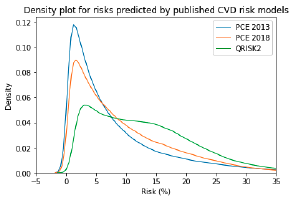 Density plot for risks predicted by published CVD risk models
0.12
0.10
0.08
0.06
0.04
0.02
0.00
Density
PCE 2013
PCE 2018
QRISK2
−5 0 5 10 15 20 25 30 35
Risk (%)